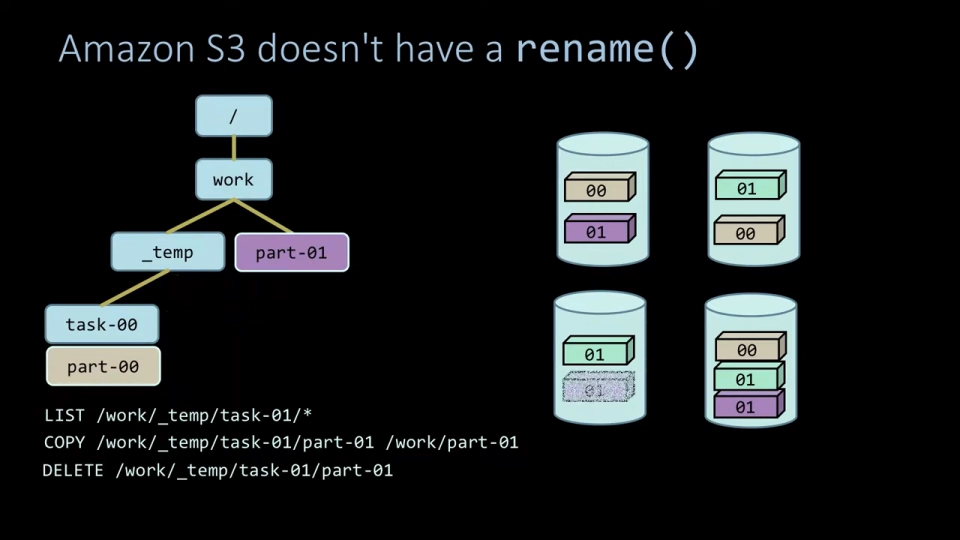 Amazon S3 doesn't have a rename()
/
work
_temp
part-01
task-00
part-00
LIST /work/_temp/task-01/*
COPY /work/_temp/task-01/part-01 /work/part-01
DELETE /work/_temp/task-01/part-01
00
01
01
00
01
01
00
01
01